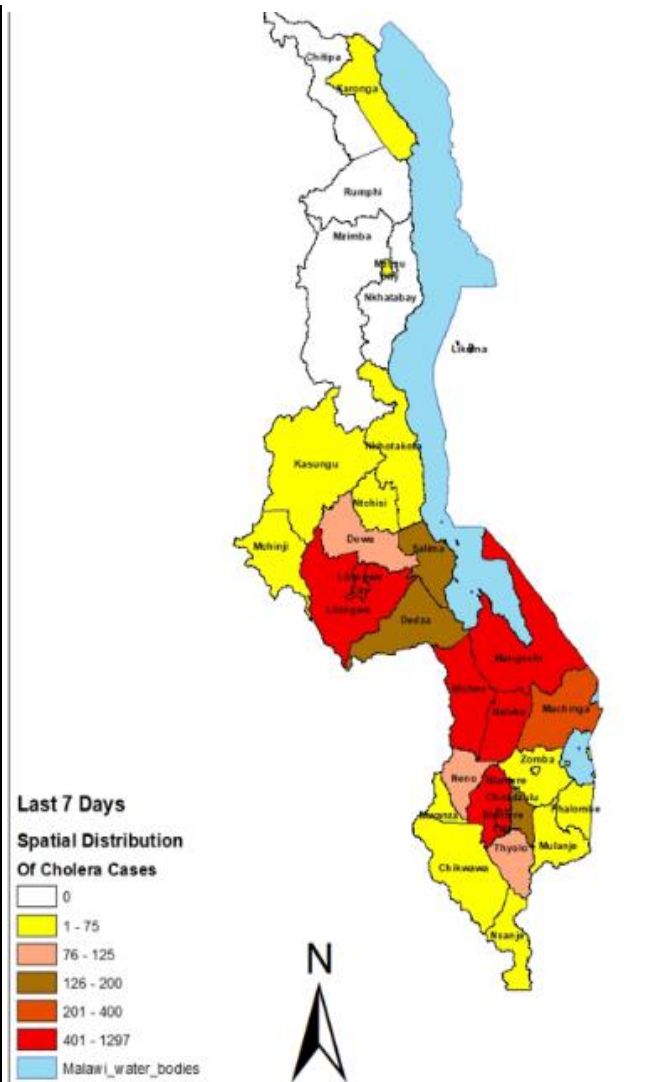 Chitipa
Karonga
Rumphi
Mzimba
Nkhatabay
Likoma
Nkhotakota
Kasungu
Ntchisi
Mchinji
Dowa
Salima
Lilongwe
Dedza
Mangochi
Ntcheu
Balaka
Machinga
Zomba
Neno
Blantyre
Chiradzulu
Mwanza
Phalombe
Thyolo
Mulanje
Chikwawa
Nsanje
Last 7 Days
Spatial Distribution
Of Cholera Cases
0
1 - 75
76 - 125
126 - 200
201 - 400
401 - 1297
Malawi_water_bodies
N